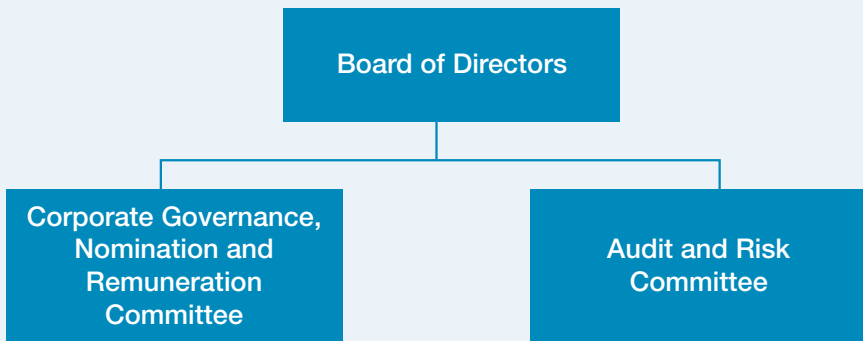 Board of Directors
Corporate Governance,
Nomination and
Remuneration
Committee
Audit and Risk
Committee